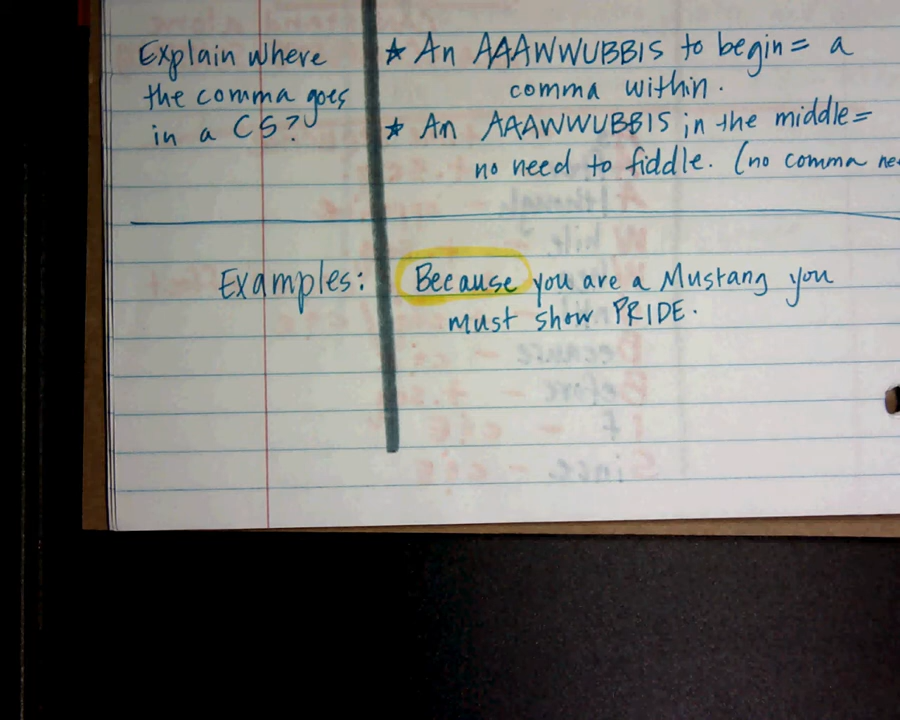 Explain where
the comma goes
in a CS?
★ An AAAWWUBBIS to begin = a
comma within.
★ An AAAWWUBBIS in the middle =
no need to fiddle. (no comma ne
Examples:
Because you are a Mustang you
must show PRIDE.